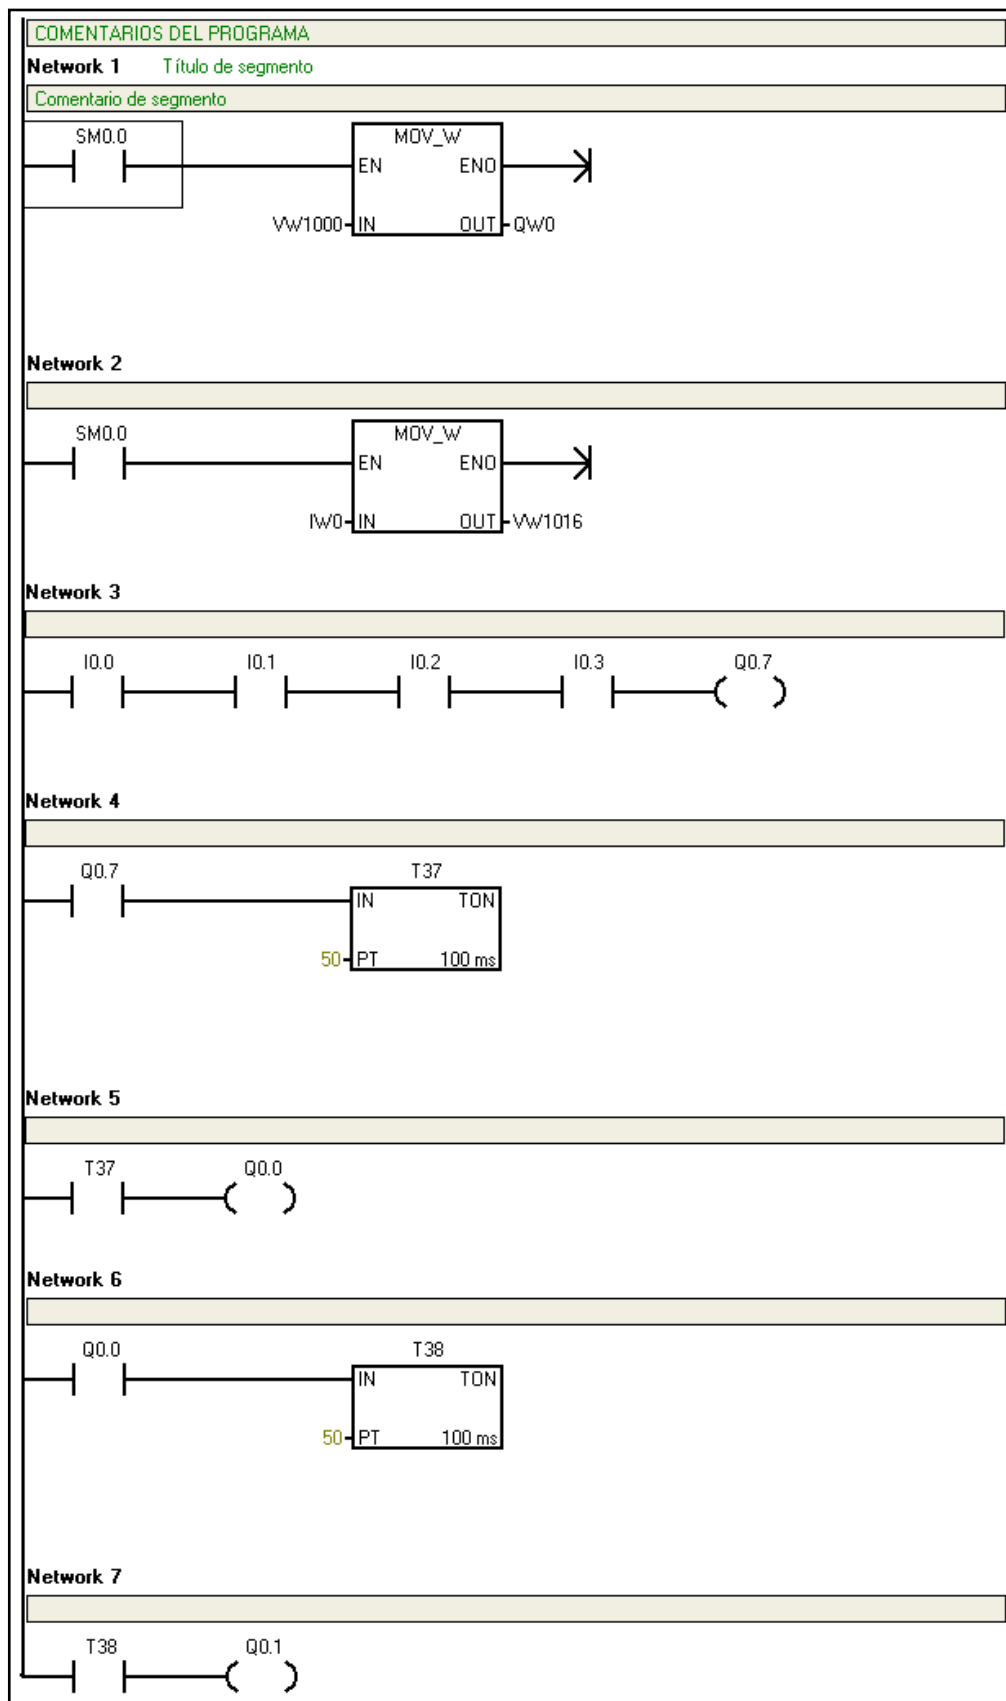 COMENTARIOS DEL PROGRAMA
Network 1 Título de segmento
Comentario de segmento
SM0.0 MOV_W
EN ENO
VW1000 IN OUT QW0
Network 2
SM0.0 MOV_W
EN ENO
IW0 IN OUT VW1016
Network 3
I0.0 I0.1 I0.2 I0.3 Q0.7
Network 4
Q0.7 T37
IN TON
50 PT 100 ms
Network 5
T37 Q0.0
Network 6
Q0.0 T38
IN TON
50 PT 100 ms
Network 7
T38 Q0.1